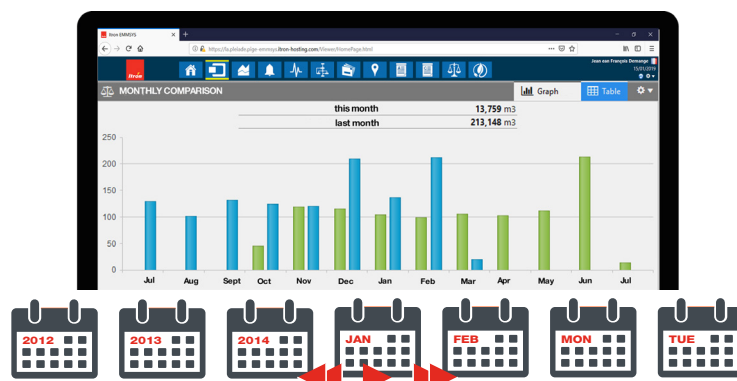 Itron EMMSYS
https://la.pleiade.pige-emmsys.itron-hosting.com/Viewer/HomePage.html
Jean ean François Demange
15/01/2019
Itron
MONTHLY COMPARISON
Graph
Table
this month 13,759 m3
last month 213,148 m3
250
200
150
100
50
0
Jul Aug Sept Oct Nov Dec Jan Feb Mar Apr May Jun Jul
2012 2013 2014 JAN FEB MON TUE